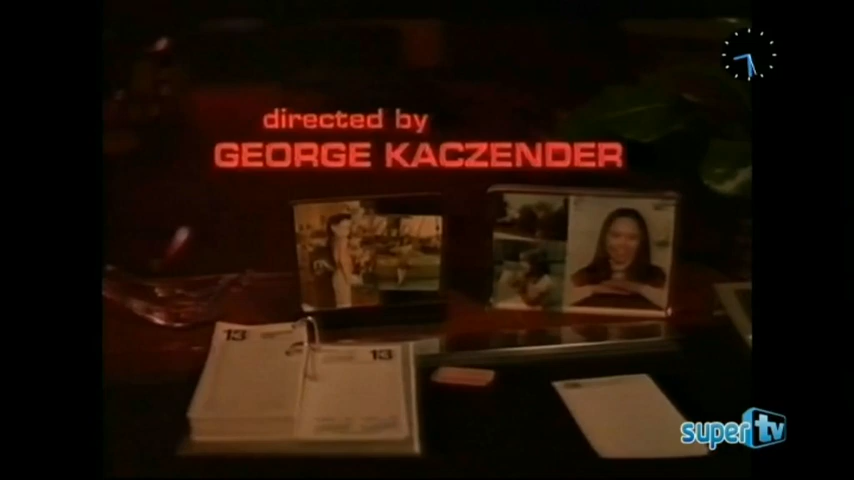 directed by
GEORGE KACZENDER
13
13
super tv